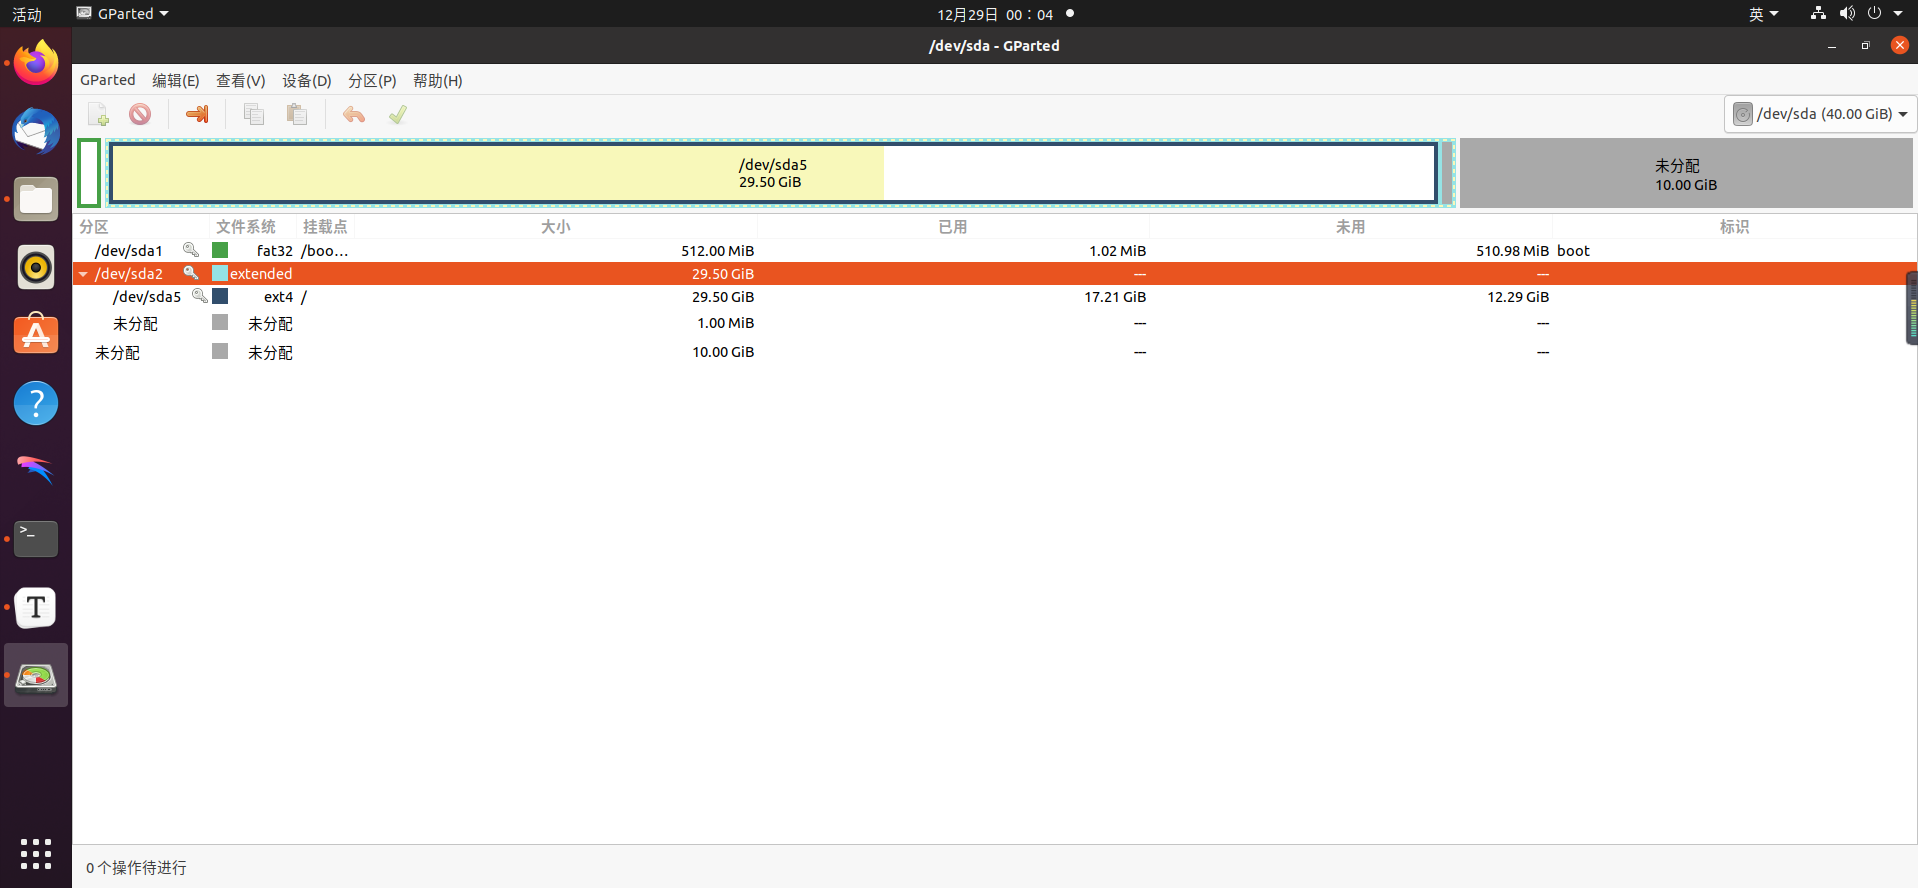 活动 GParted 12月29日 00：04 英
/dev/sda - GParted
GParted 编辑(E) 查看(V) 设备(D) 分区(P) 帮助(H)
/dev/sda (40.00 GiB)
/dev/sda5
29.50 GiB
未分配
10.00 GiB
分区 文件系统 挂载点 大小 已用 未用 标识
/dev/sda1 fat32 /boo… 512.00 MiB 1.02 MiB 510.98 MiB boot
/dev/sda2 extended 29.50 GiB --- ---
/dev/sda5 ext4 / 29.50 GiB 17.21 GiB 12.29 GiB
未分配 未分配 1.00 MiB --- ---
未分配 未分配 10.00 GiB --- ---
0 个操作待进行